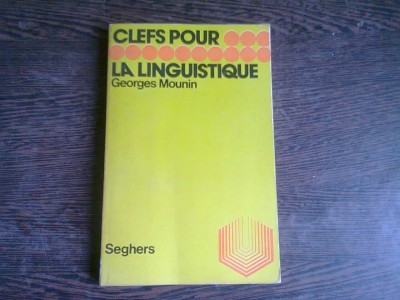 CLEFS POUR
LA LINGUISTIQUE
Georges Mounin
Seghers